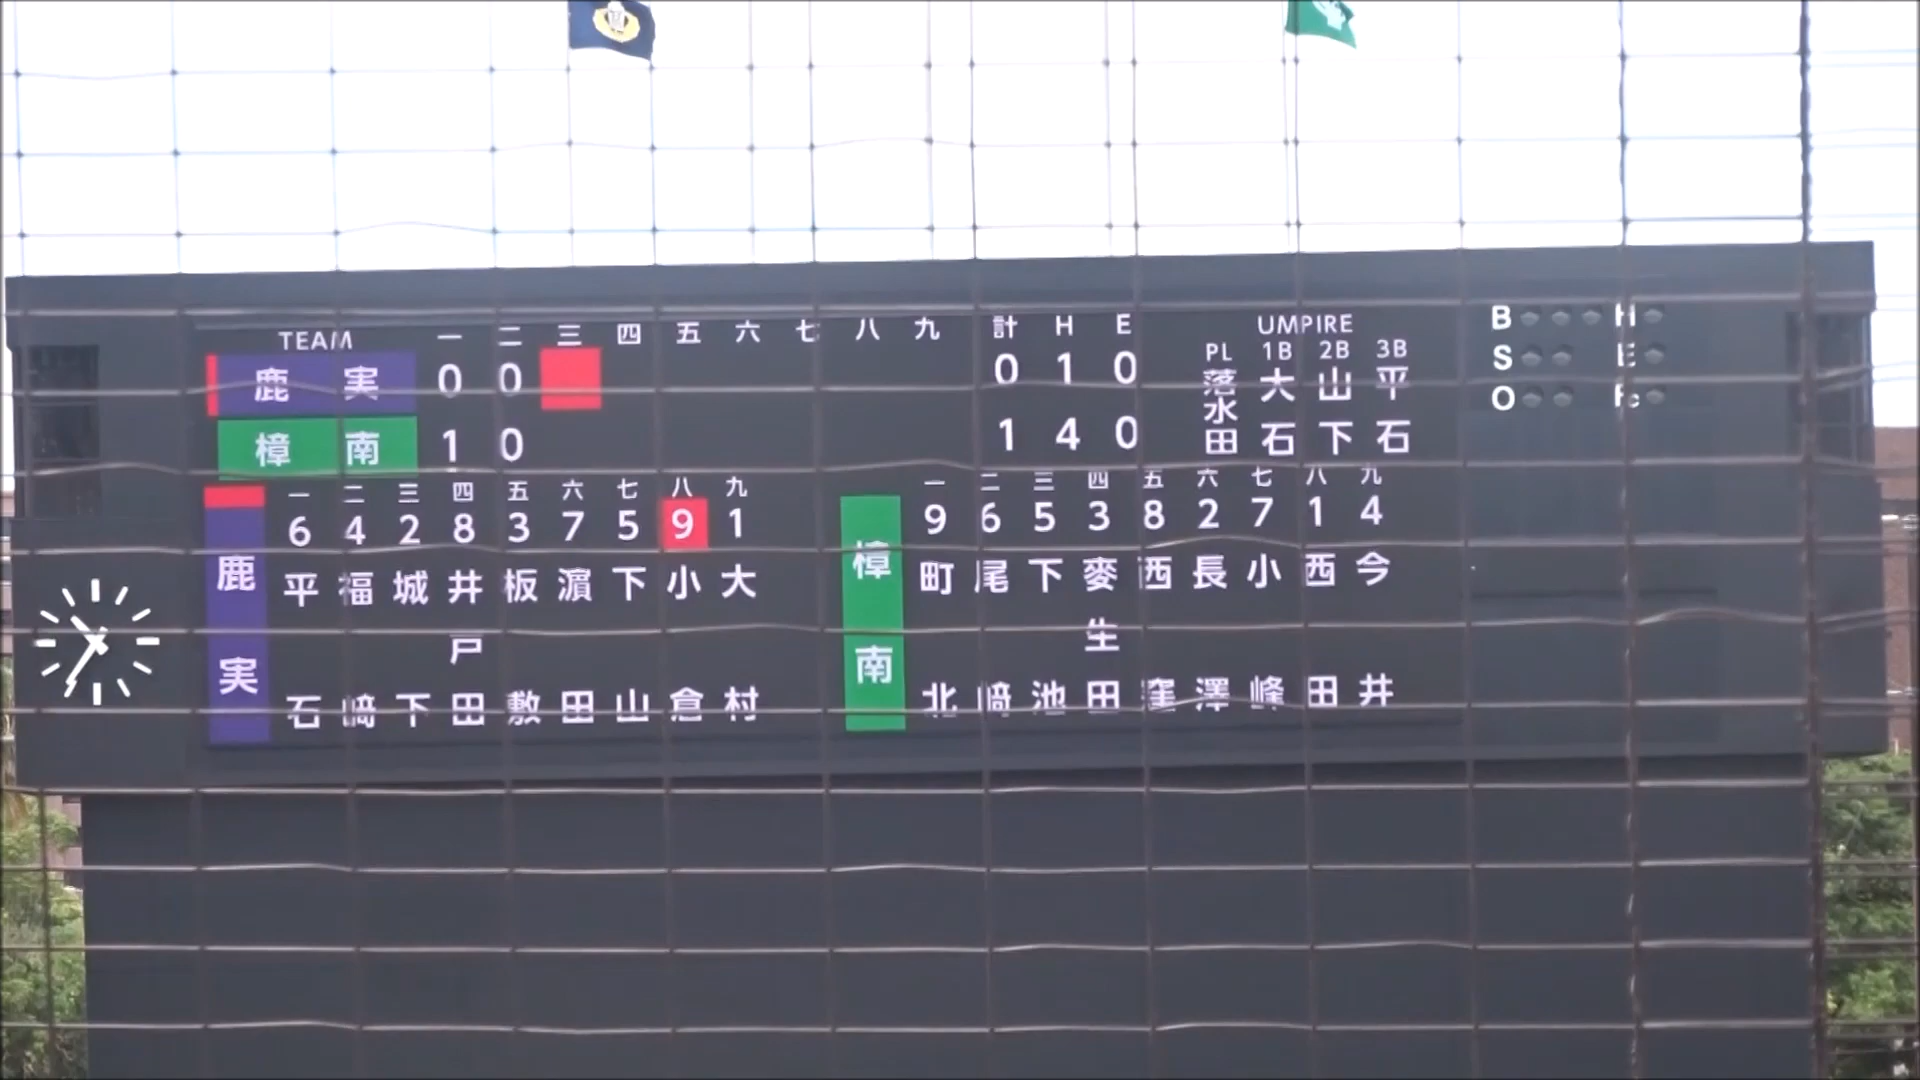 TEAM 一 二 三 四 五 六 七 八 九 計 H E UMPIRE
PL 1B 2B 3B
鹿実 0 0 0 1 0 落水田 大石 山下 平石
樟南 1 0 1 4 0
B H
S E
O Fc
鹿実
一 二 三 四 五 六 七 八 九
6 4 2 8 3 7 5 9 1
平石 福﨑 城下 井戸田 板敷 濵田 下山 小倉 大村
樟南
一 二 三 四 五 六 七 八 九
9 6 5 3 8 2 7 1 4
町北 尾﨑 下池 麥生田 西窪 長澤 小峰 西田 今井